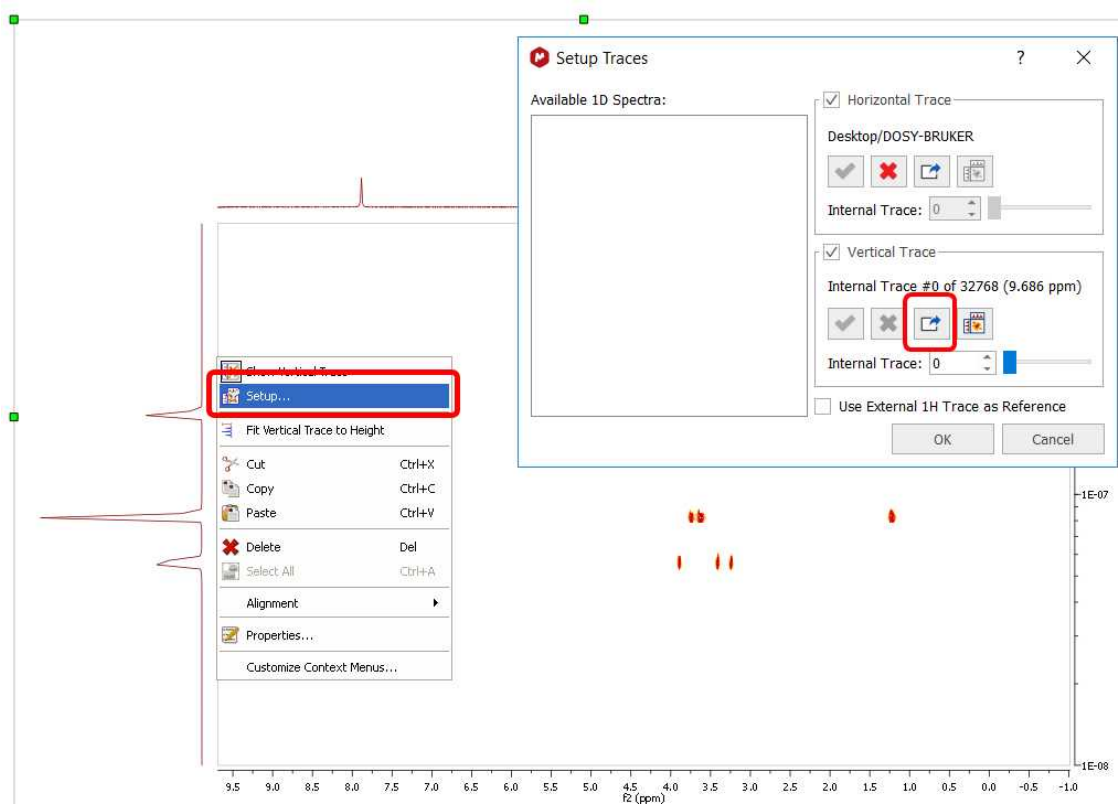 Setup Traces
?
Available 1D Spectra:
Horizontal Trace
Desktop/DOSY-BRUKER
Internal Trace: 0
Vertical Trace
Internal Trace #0 of 32768 (9.686 ppm)
Internal Trace: 0
Use External 1H Trace as Reference
OK Cancel
Show Vertical Trace
Setup...
Fit Vertical Trace to Height
Cut Ctrl+X
Copy Ctrl+C
Paste Ctrl+V
Delete Del
Select All Ctrl+A
Alignment
Properties...
Customize Context Menus...
1E-07
1E-08
9.5 9.0 8.5 8.0 7.5 7.0 6.5 6.0 5.5 5.0 4.5 4.0 3.5 3.0 2.5 2.0 1.5 1.0 0.5 0.0 -0.5 -1.0
f2 (ppm)